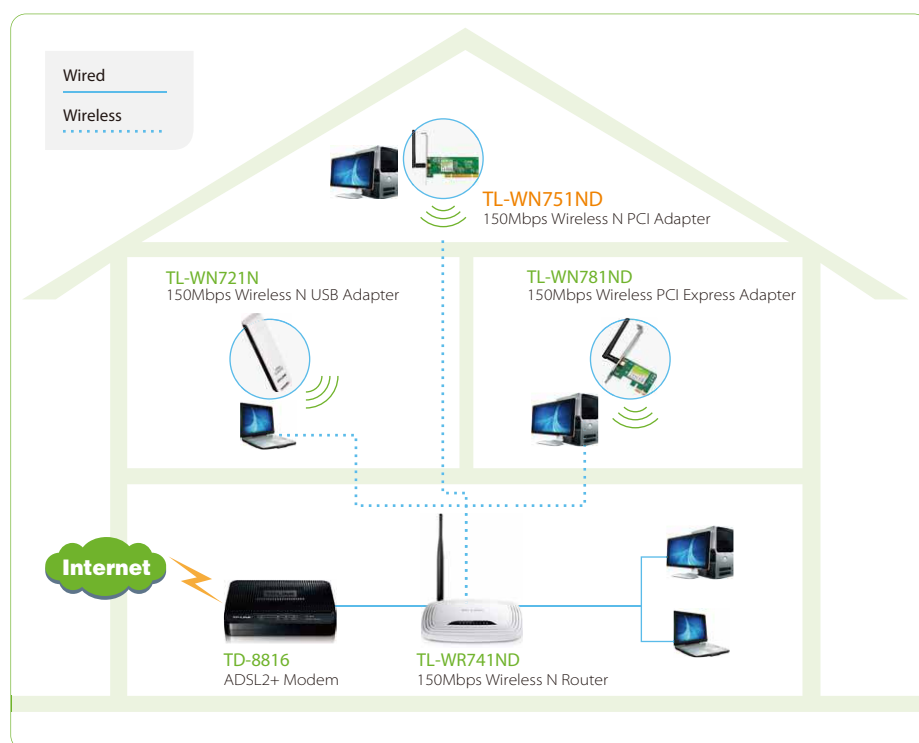 Wired
Wireless
TL-WN751ND
150Mbps Wireless N PCI Adapter
TL-WN721N
150Mbps Wireless N USB Adapter
TL-WN781ND
150Mbps Wireless PCI Express Adapter
Internet
TD-8816
ADSL2+ Modem
TL-WR741ND
150Mbps Wireless N Router